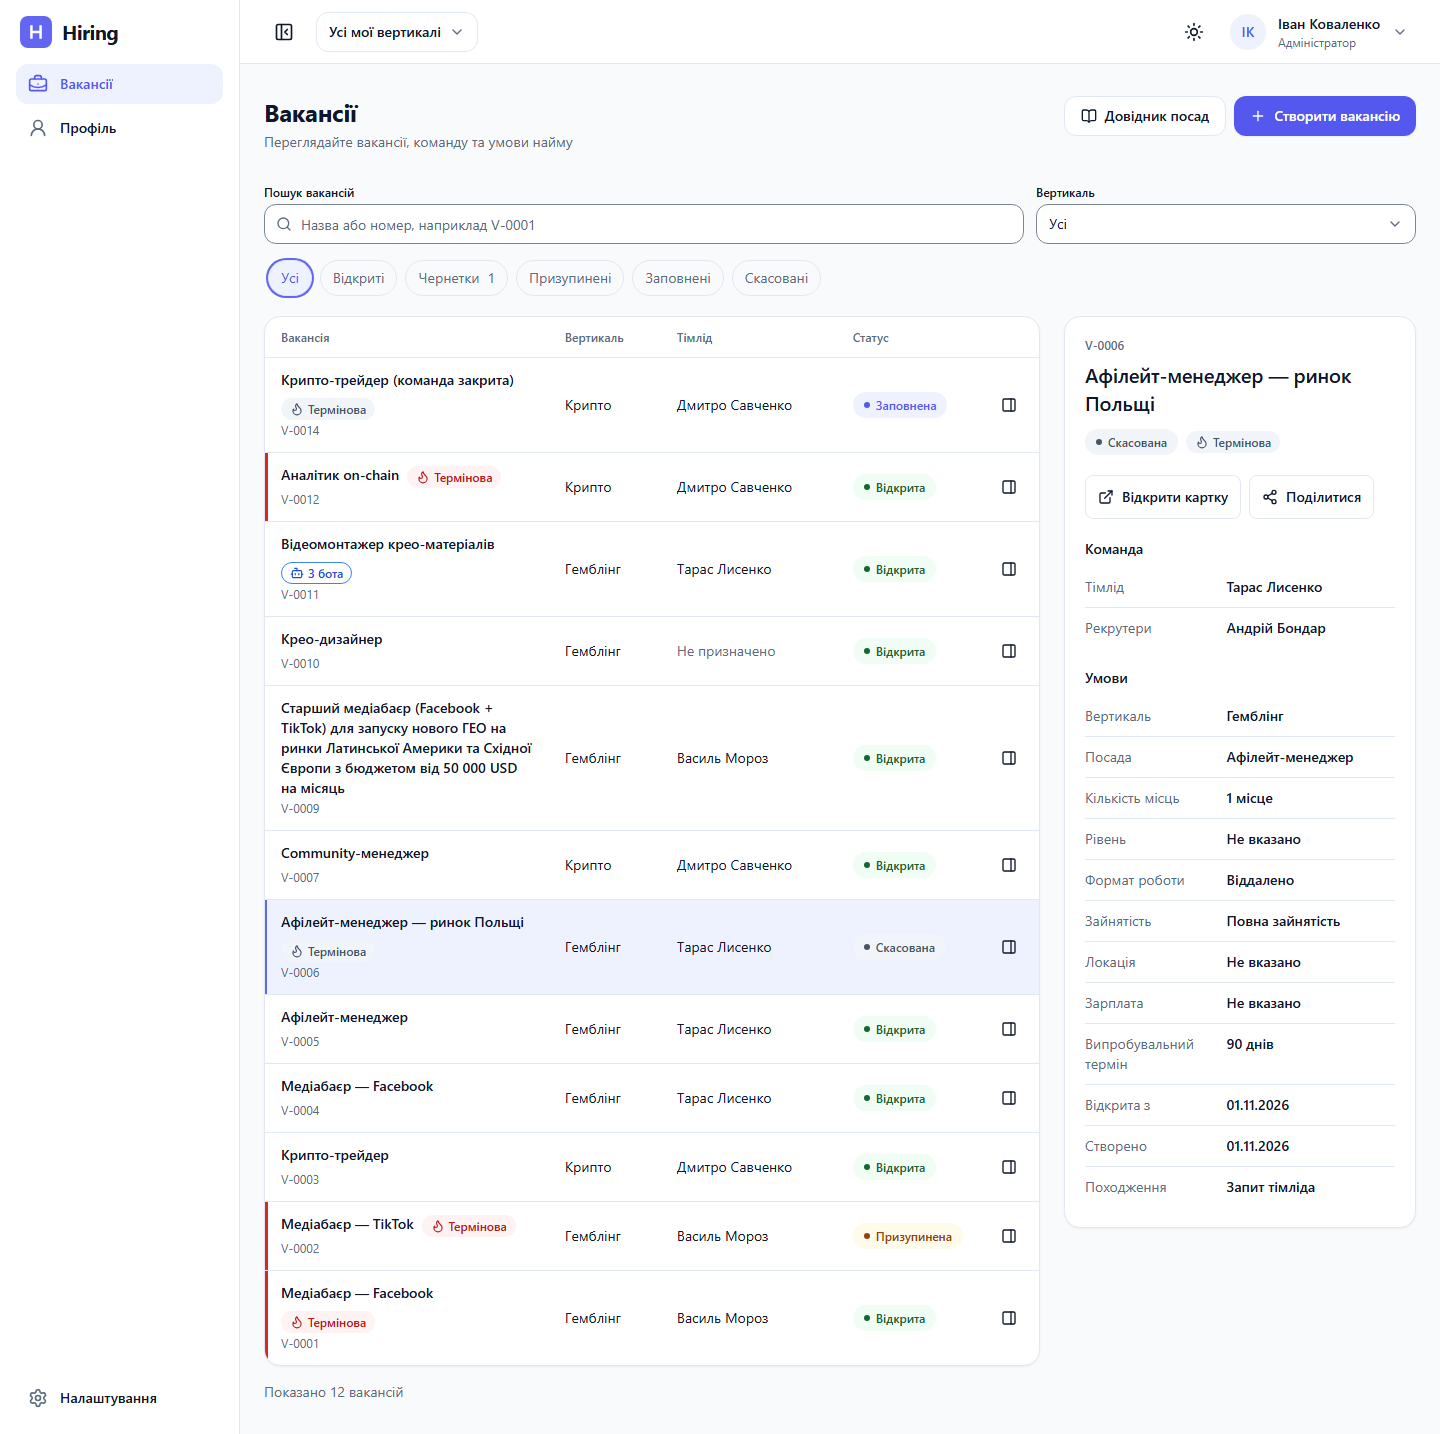 H Hiring
Вакансії
Профіль
Налаштування
Усі мої вертикалі
ІК
Іван Коваленко
Адміністратор
Вакансії
Переглядайте вакансії, команду та умови найму
Довідник посад
Створити вакансію
Пошук вакансій
Назва або номер, наприклад V-0001
Вертикаль
Усі
Усі Відкриті Чернетки 1 Призупинені Заповнені Скасовані
Вакансія Вертикаль Тімлід Статус
Крипто-трейдер (команда закрита)
Термінова
V-0014
Крипто Дмитро Савченко Заповнена
Аналітик on-chain Термінова
V-0012
Крипто Дмитро Савченко Відкрита
Відеомонтажер крео-матеріалів
З бота
V-0011
Гемблінг Тарас Лисенко Відкрита
Крео-дизайнер
V-0010
Гемблінг Не призначено Відкрита
Старший медіабаєр (Facebook +
TikTok) для запуску нового ГЕО на
ринки Латинської Америки та Східної
Європи з бюджетом від 50 000 USD
на місяць
V-0009
Гемблінг Василь Мороз Відкрита
Community-менеджер
V-0007
Крипто Дмитро Савченко Відкрита
Афілейт-менеджер — ринок Польщі
Термінова
V-0006
Гемблінг Тарас Лисенко Скасована
Афілейт-менеджер
V-0005
Гемблінг Тарас Лисенко Відкрита
Медіабаєр — Facebook
V-0004
Гемблінг Тарас Лисенко Відкрита
Крипто-трейдер
V-0003
Крипто Дмитро Савченко Відкрита
Медіабаєр — TikTok Термінова
V-0002
Гемблінг Василь Мороз Призупинена
Медіабаєр — Facebook
Термінова
V-0001
Гемблінг Василь Мороз Відкрита
Показано 12 вакансій
V-0006
Афілейт-менеджер — ринок
Польщі
Скасована Термінова
Відкрити картку Поділитися
Команда
Тімлід Тарас Лисенко
Рекрутери Андрій Бондар
Умови
Вертикаль Гемблінг
Посада Афілейт-менеджер
Кількість місць 1 місце
Рівень Не вказано
Формат роботи Віддалено
Зайнятість Повна зайнятість
Локація Не вказано
Зарплата Не вказано
Випробувальний 90 днів
термін
Відкрита з 01.11.2026
Створено 01.11.2026
Походження Запит тімліда